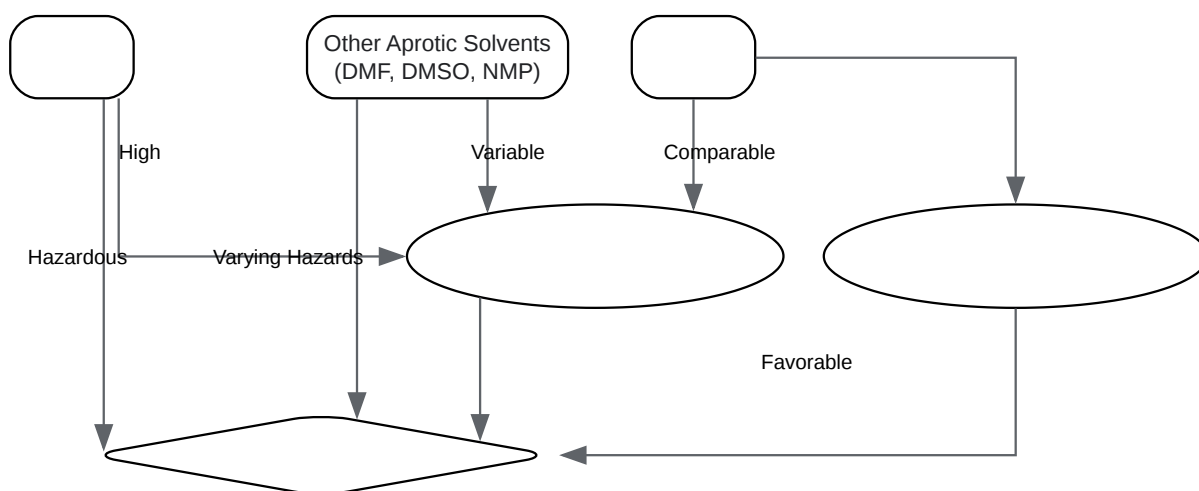 Other Aprotic Solvents
(DMF, DMSO, NMP)
High
Variable
Comparable
Hazardous
Varying Hazards
Favorable